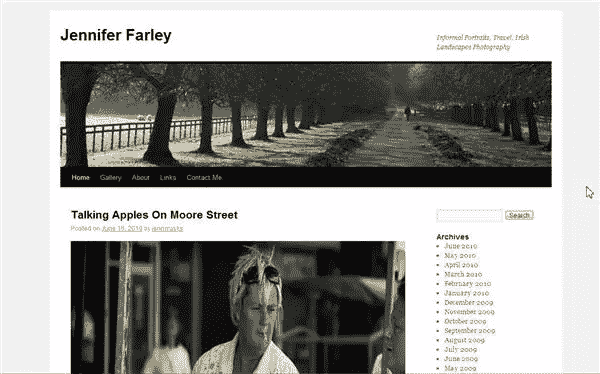 Jennifer Farley
Informal Portraits, Travel, Irish
Landscapes Photography
Home Gallery About Links Contact Me
Talking Apples On Moore Street
Posted on June 18, 2010 by
Search
Archives
June 2010
May 2010
April 2010
March 2010
February 2010
January 2010
December 2009
November 2009
October 2009
September 2009
August 2009
July 2009
June 2009
May 2009